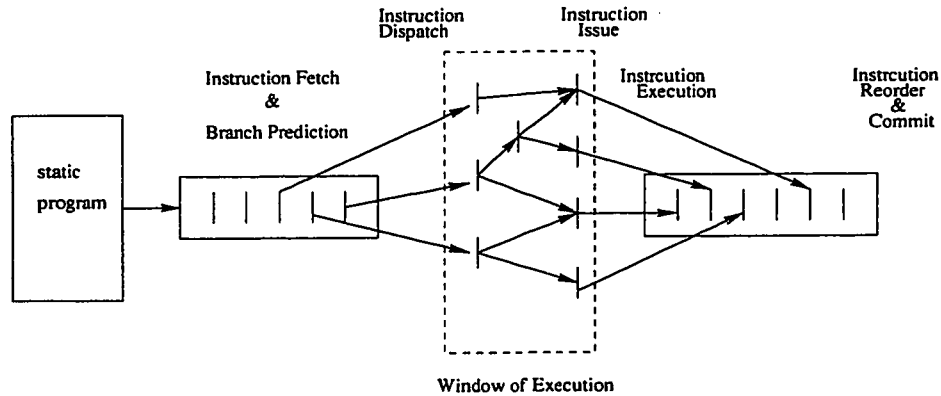 Instruction
Dispatch
Instruction
Issue
Instruction Fetch
&
Branch Prediction
Instrcution
Execution
Instrcution
Reorder
&
Commit
static
program
Window of Execution